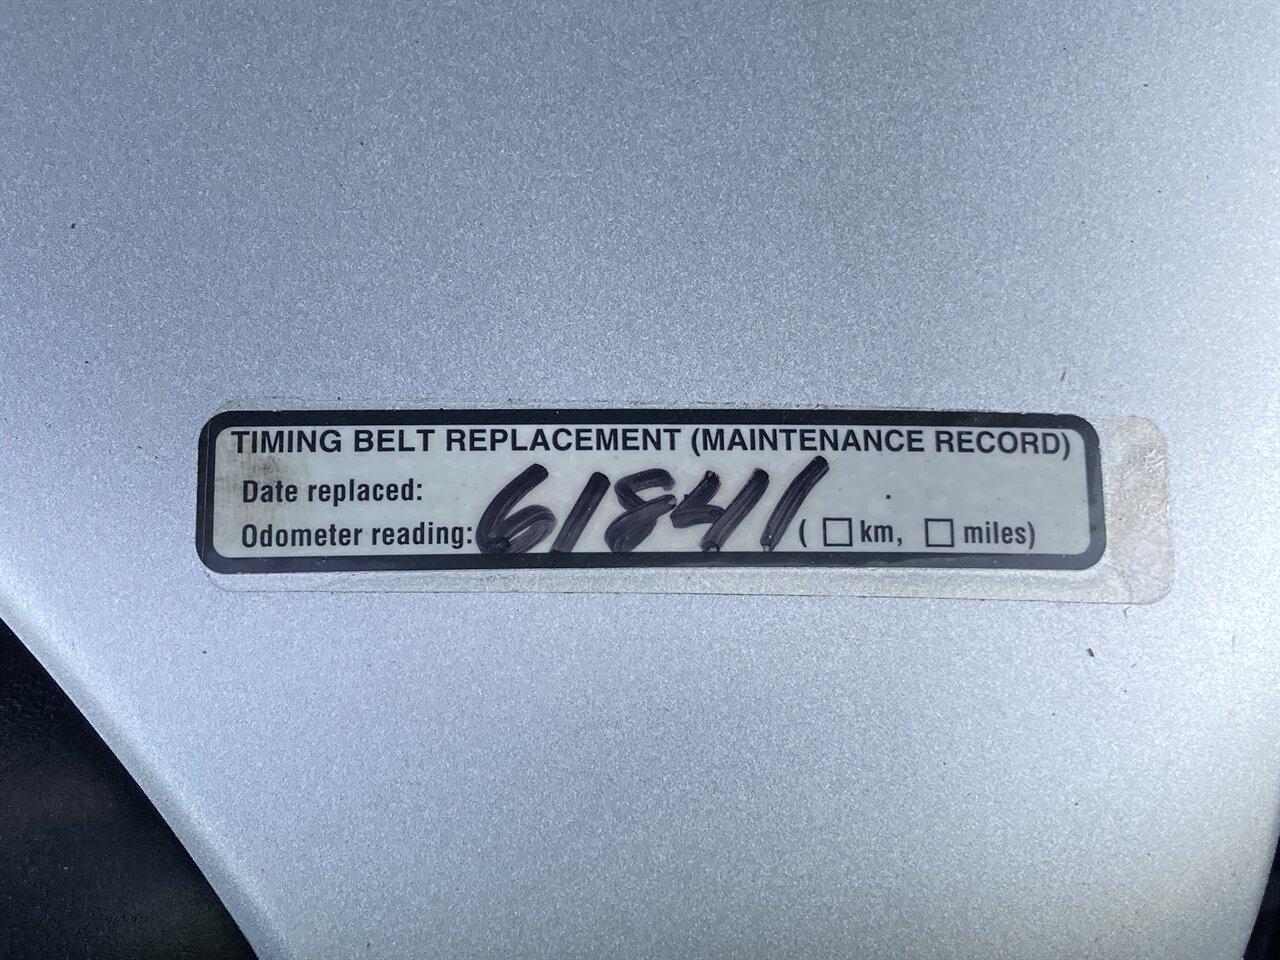 TIMING BELT REPLACEMENT (MAINTENANCE RECORD)
Date replaced:
Odometer reading: 61841 ( □ km, □ miles)